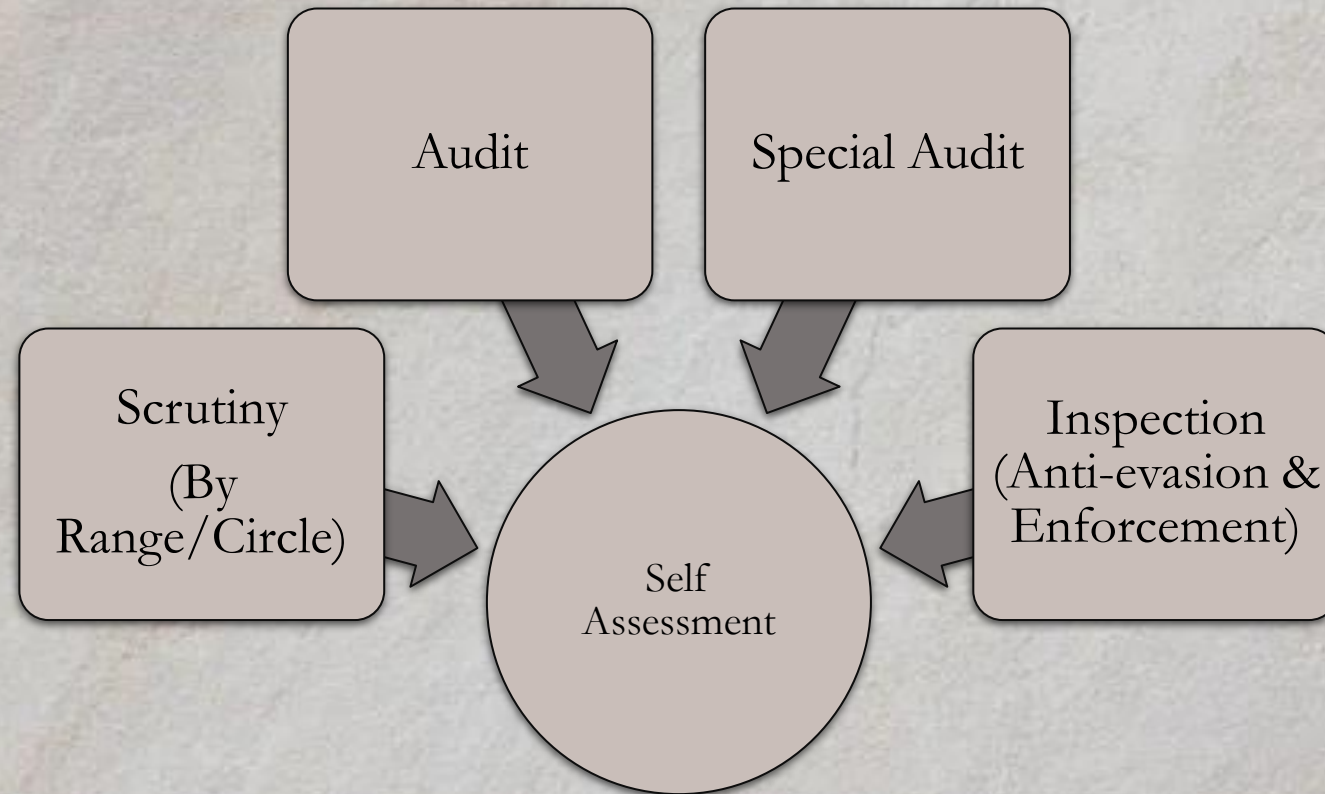 Audit
Special Audit
Scrutiny
(By
Range/Circle)
Inspection
(Anti-evasion &
Enforcement)
Self
Assessment